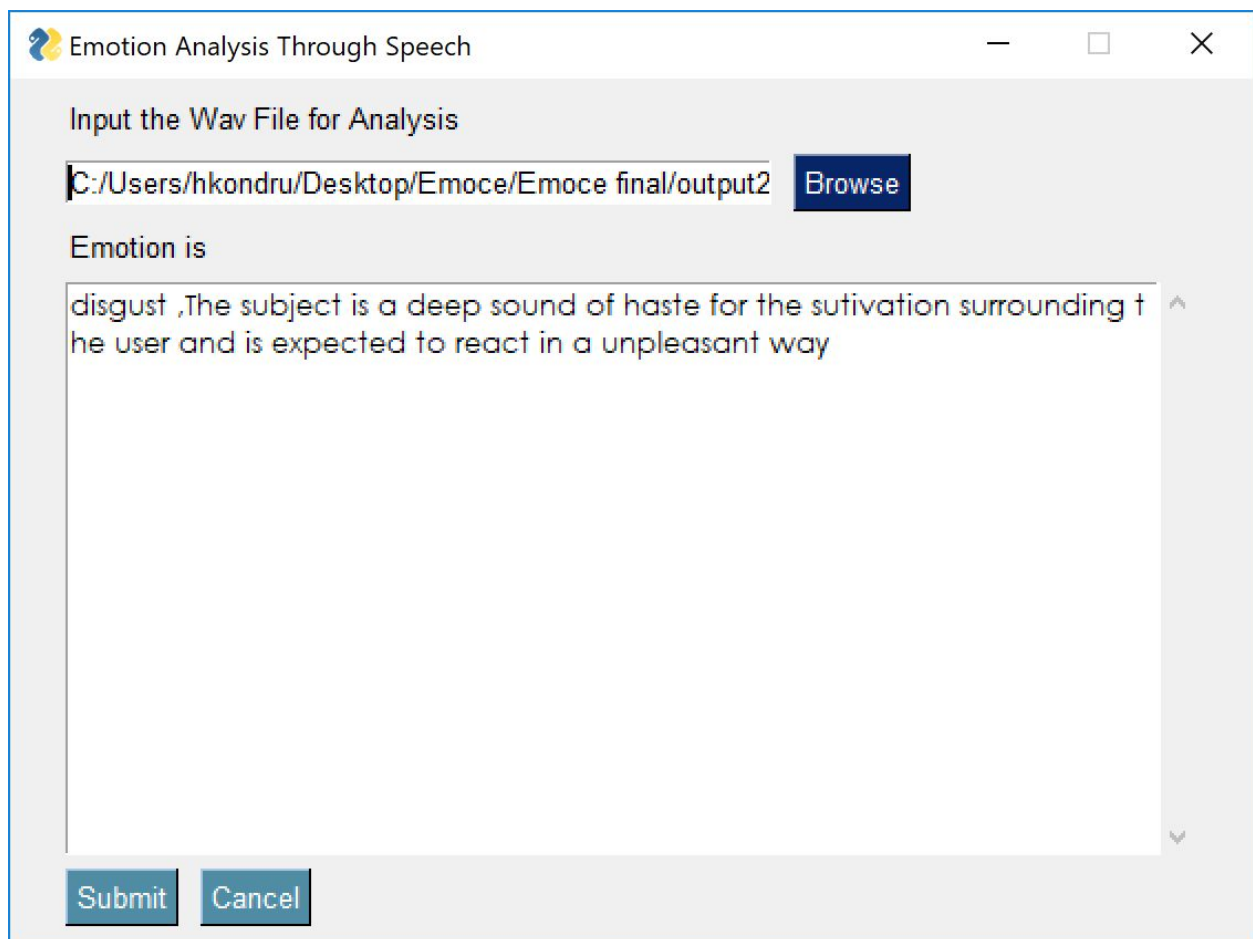 Emotion Analysis Through Speech
Input the Wav File for Analysis
C:/Users/hkondru/Desktop/Emoce/Emoce final/output2 Browse
Emotion is
disgust ,The subject is a deep sound of haste for the sutivation surrounding t
he user and is expected to react in a unpleasant way
Submit Cancel